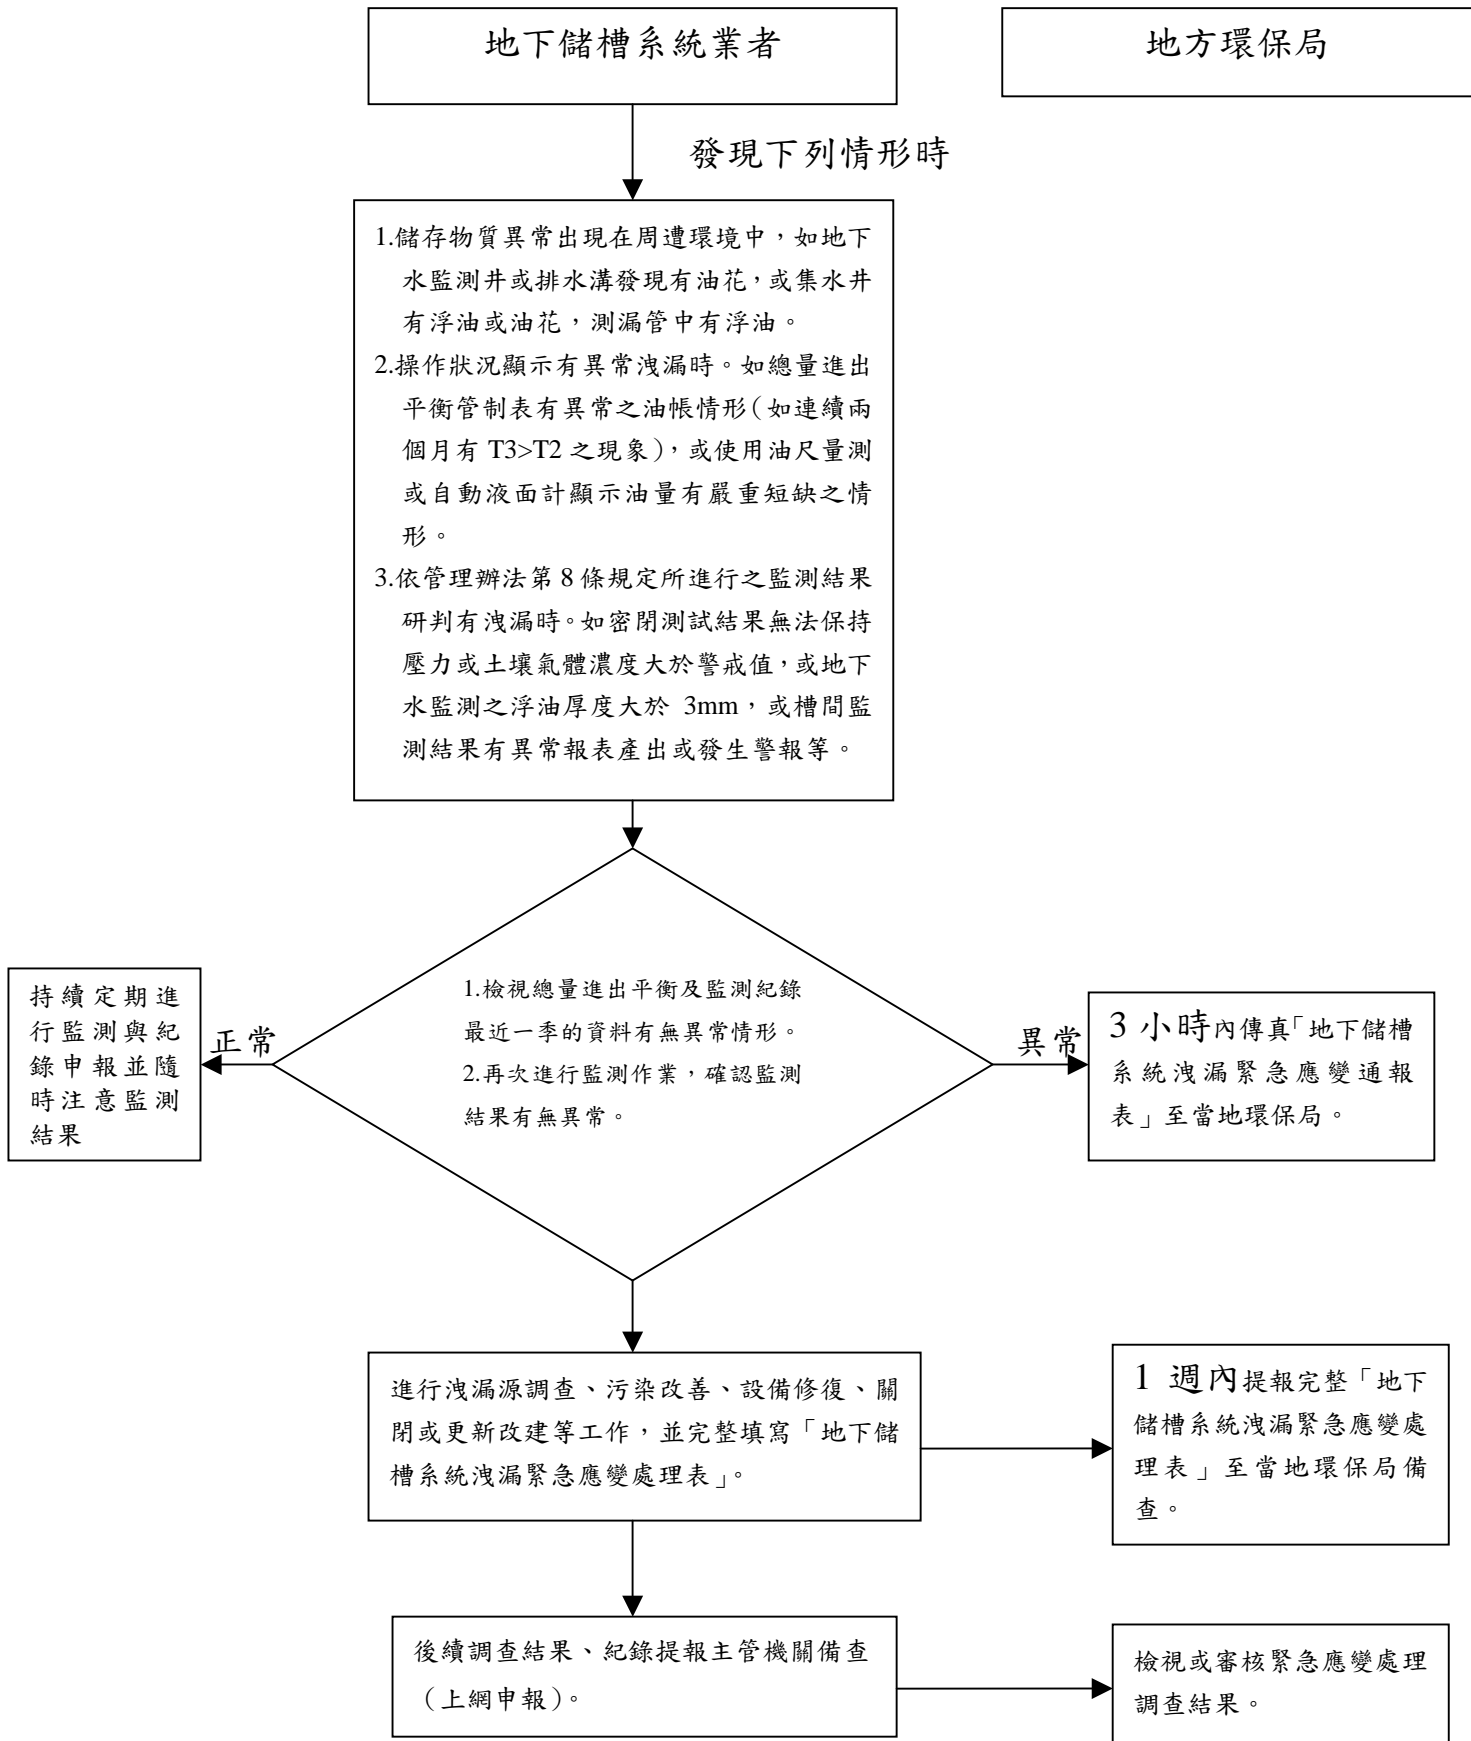 地下儲槽系統業者
地方環保局
發現下列情形時
1.儲存物質異常出現在周遭環境中，如地下
水監測井或排水溝發現有油花，或集水井
有浮油或油花，測漏管中有浮油。
2.操作狀況顯示有異常洩漏時。如總量進出
平衡管制表有異常之油帳情形（如連續兩
個月有 T3>T2 之現象），或使用油尺量測
或自動液面計顯示油量有嚴重短缺之情
形。
3.依管理辦法第 8 條規定所進行之監測結果
研判有洩漏時。如密閉測試結果無法保持
壓力或土壤氣體濃度大於警戒值，或地下
水監測之浮油厚度大於 3mm，或槽間監
測結果有異常報表產出或發生警報等。
1.檢視總量進出平衡及監測紀錄
最近一季的資料有無異常情形。
2.再次進行監測作業，確認監測
結果有無異常。
正常
持續定期進
行監測與紀
錄申報並隨
時注意監測
結果
異常
3 小時內傳真「地下儲槽
系統洩漏緊急應變通報
表」至當地環保局。
進行洩漏源調查、污染改善、設備修復、關
閉或更新改建等工作，並完整填寫「地下儲
槽系統洩漏緊急應變處理表」。
1 週內提報完整「地下
儲槽系統洩漏緊急應變處
理表」至當地環保局備
查。
後續調查結果、紀錄提報主管機關備查
（上網申報）。
檢視或審核緊急應變處理
調查結果。